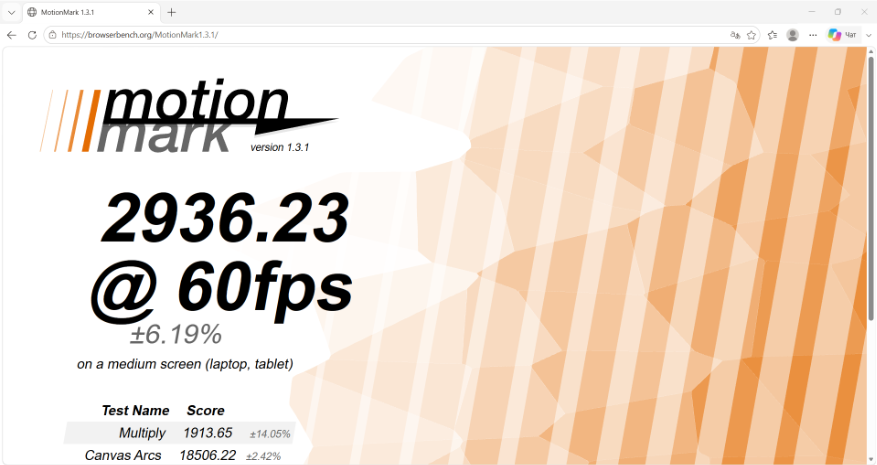 MotionMark 1.3.1
https://browserbench.org/MotionMark1.3.1/
Чат
motion
mark
version 1.3.1
2936.23
@ 60fps
±6.19%
on a medium screen (laptop, tablet)
Test Name Score
Multiply 1913.65 ±14.05%
Canvas Arcs 18506.22 ±2.42%